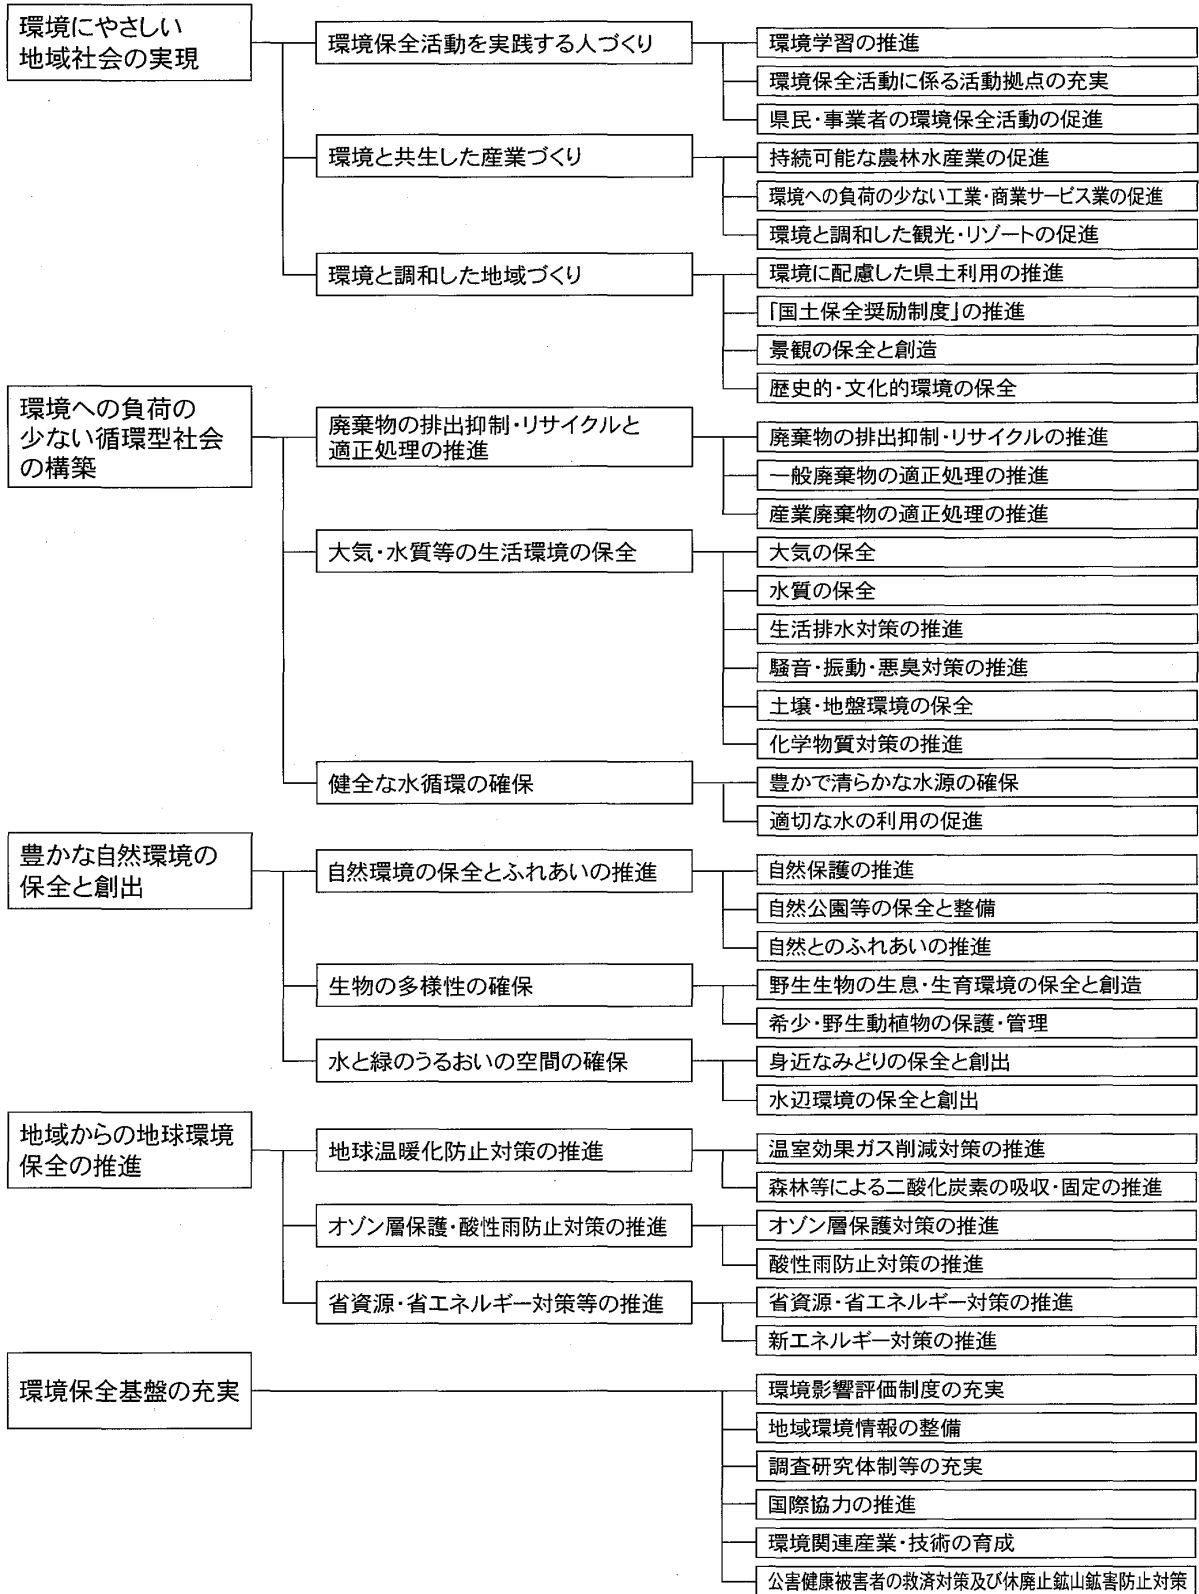 環境にやさしい
地域社会の実現
環境保全活動を実践する人づくり
環境学習の推進
環境保全活動に係る活動拠点の充実
県民・事業者の環境保全活動の促進
環境と共生した産業づくり
持続可能な農林水産業の促進
環境への負荷の少ない工業・商業サービス業の促進
環境と調和した観光・リゾートの促進
環境と調和した地域づくり
環境に配慮した県土利用の推進
「国土保全奨励制度」の推進
景観の保全と創造
歴史的・文化的環境の保全
環境への負荷の
少ない循環型社会
の構築
廃棄物の排出抑制・リサイクルと
適正処理の推進
廃棄物の排出抑制・リサイクルの推進
一般廃棄物の適正処理の推進
産業廃棄物の適正処理の推進
大気・水質等の生活環境の保全
大気の保全
水質の保全
生活排水対策の推進
騒音・振動・悪臭対策の推進
土壌・地盤環境の保全
化学物質対策の推進
健全な水循環の確保
豊かで清らかな水源の確保
適切な水の利用の促進
豊かな自然環境の
保全と創出
自然環境の保全とふれあいの推進
自然保護の推進
自然公園等の保全と整備
自然とのふれあいの推進
生物の多様性の確保
野生生物の生息・生育環境の保全と創造
希少・野生動植物の保護・管理
水と緑のうるおいの空間の確保
身近なみどりの保全と創出
水辺環境の保全と創出
地域からの地球環境
保全の推進
地球温暖化防止対策の推進
温室効果ガス削減対策の推進
森林等による二酸化炭素の吸収・固定の推進
オゾン層保護・酸性雨防止対策の推進
オゾン層保護対策の推進
酸性雨防止対策の推進
省資源・省エネルギー対策等の推進
省資源・省エネルギー対策の推進
新エネルギー対策の推進
環境保全基盤の充実
環境影響評価制度の充実
地域環境情報の整備
調査研究体制等の充実
国際協力の推進
環境関連産業・技術の育成
公害健康被害者の救済対策及び休廃止鉱山鉱害防止対策